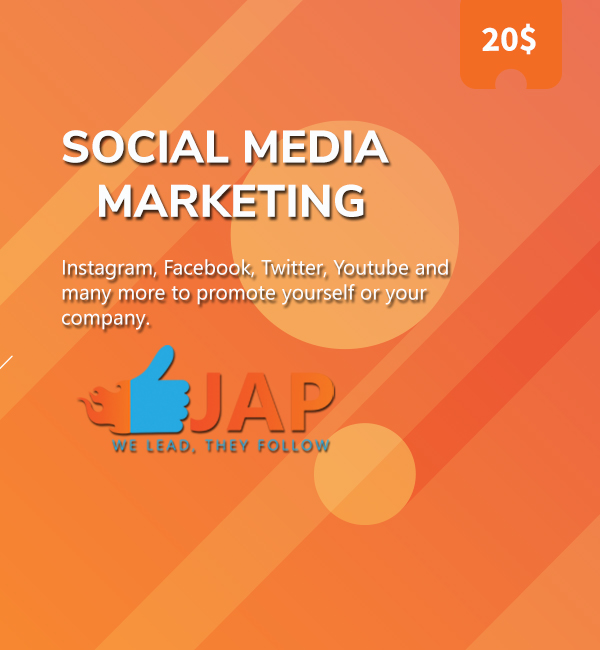 20$
SOCIAL MEDIA
MARKETING
Instagram, Facebook, Twitter, Youtube and
many more to promote yourself or your
company.
JAP
WE LEAD, THEY FOLLOW